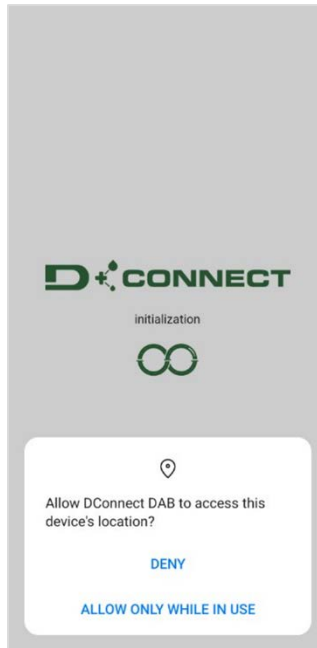 D+CONNECT
initialization
Allow DConnect DAB to access this
device's location?
DENY
ALLOW ONLY WHILE IN USE